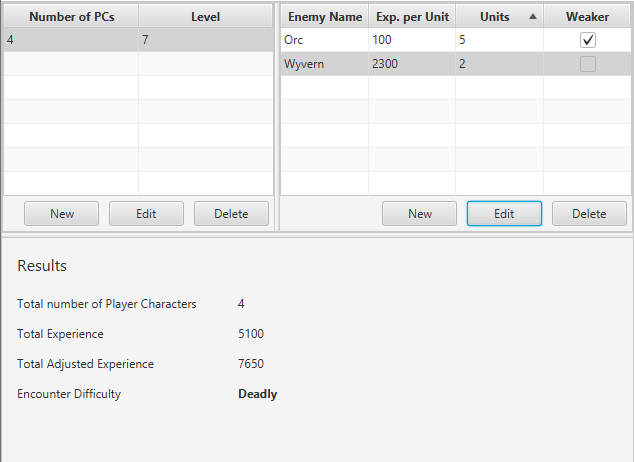 Number of PCs Level
4 7
New Edit Delete
Enemy Name Exp. per Unit Units Weaker
Orc 100 5
Wyvern 2300 2
New Edit Delete
Results
Total number of Player Characters 4
Total Experience 5100
Total Adjusted Experience 7650
Encounter Difficulty Deadly